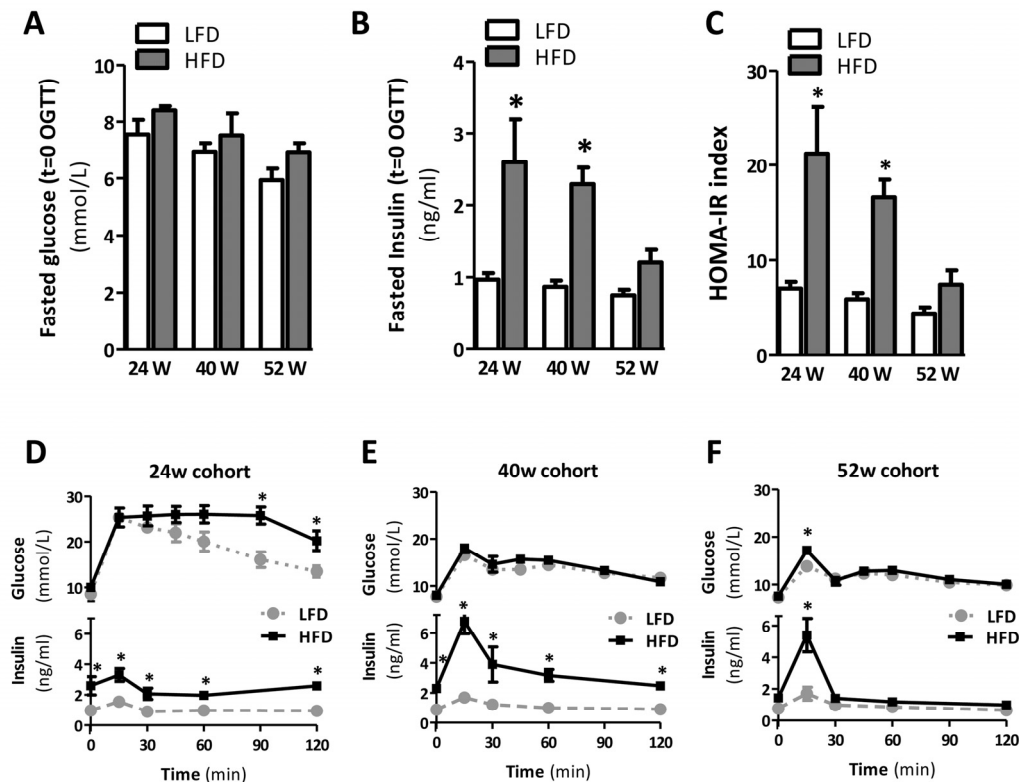 A
LFD
HFD
Fasted glucose (t=0 OGTT)
(mmol/L)
10
8
6
4
2
0
24 W 40 W 52 W
B
LFD
HFD
Fasted Insulin (t=0 OGTT)
(ng/ml)
4
3
2
1
0
* *
24 W 40 W 52 W
C
LFD
HFD
HOMA-IR index
30
20
10
0
* *
24 W 40 W 52 W
D
24w cohort
Glucose
(mmol/L)
30
20
10
* *
LFD
HFD
Insulin
(ng/ml)
6
4
2
0
* * * * *
0 30 60 90 120
Time (min)
E
40w cohort
Glucose
(mmol/L)
30
20
10
LFD
HFD
Insulin
(ng/ml)
6
4
2
0
* * * * *
0 30 60 90 120
Time (min)
F
52w cohort
Glucose
(mmol/L)
30
20
10
*
LFD
HFD
Insulin
(ng/ml)
6
4
2
0
*
0 30 60 90 120
Time (min)